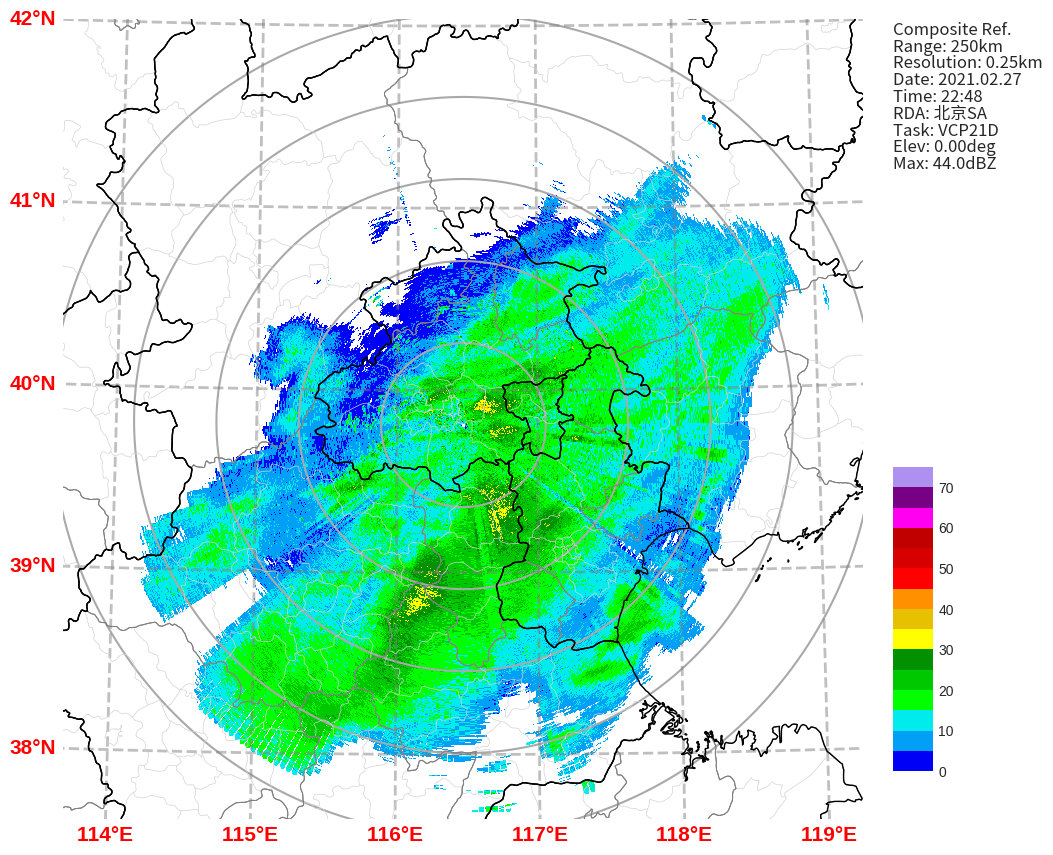 42°N
41°N
40°N
39°N
38°N
114°E
115°E
116°E
117°E
118°E
119°E
Composite Ref.
Range: 250km
Resolution: 0.25km
Date: 2021.02.27
Time: 22:48
RDA: 北京SA
Task: VCP21D
Elev: 0.00deg
Max: 44.0dBZ
70
60
50
40
30
20
10
0